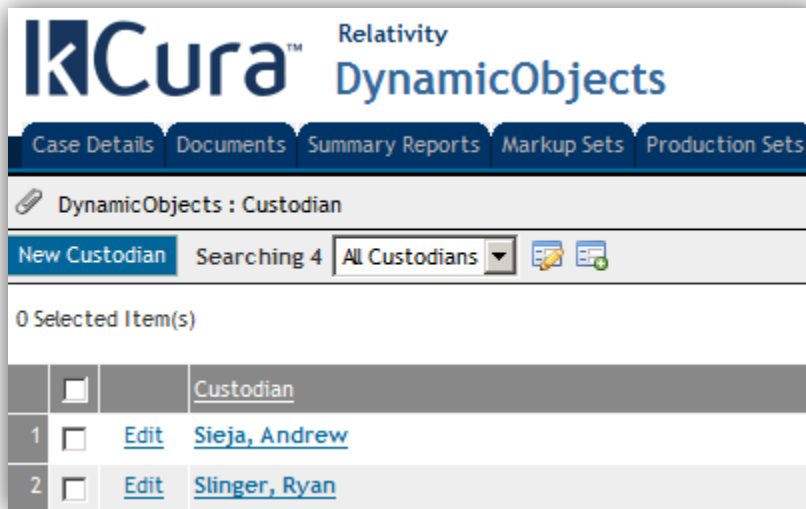 kCura™ Relativity
DynamicObjects
Case Details Documents Summary Reports Markup Sets Production Sets
DynamicObjects : Custodian
New Custodian Searching 4 All Custodians
0 Selected Item(s)
Custodian
1 Edit Sieja, Andrew
2 Edit Slinger, Ryan